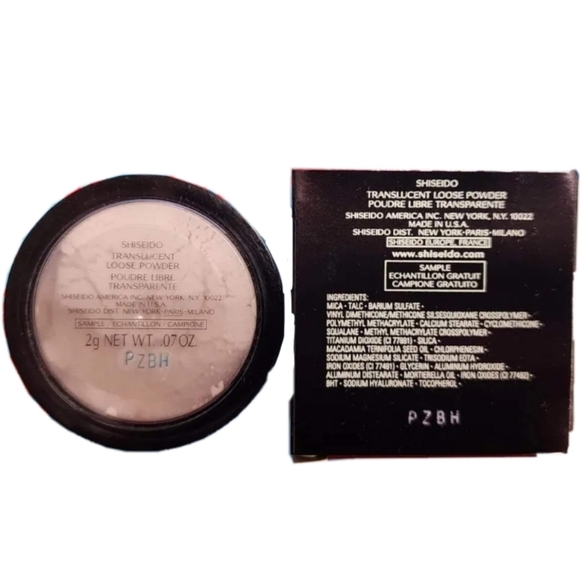 SHISEIDO
TRANSLUCENT
LOOSE POWDER
POUDRE LIBRE
TRANSPARENTE
SHISEIDO AMERICA INC. NEW YORK, N.Y. 10022
MADE IN U.S.A.
SHISEIDO DIST. NEW YORK-PARIS-MILANO
SAMPLE / ECHANTILLON / CAMPIONE
2g NET WT. .07 OZ.
PZBH
SHISEIDO
TRANSLUCENT LOOSE POWDER
POUDRE LIBRE TRANSPARENTE
SHISEIDO AMERICA INC. NEW YORK, N.Y. 10022
MADE IN U.S.A.
SHISEIDO DIST. NEW YORK-PARIS-MILANO
SHISEIDO EUROPE, FRANCE
www.shiseido.com
SAMPLE
ECHANTILLON GRATUIT
CAMPIONE GRATUITO
INGREDIENTS:
MICA - TALC - BARIUM SULFATE -
VINYL DIMETHICONE/METHICONE SILSESQUIOXANE CROSSPOLYMER -
POLYMETHYL METHACRYLATE - CALCIUM STEARATE - CYCLOMETHICONE -
SQUALANE - METHYL METHACRYLATE CROSSPOLYMER -
TITANIUM DIOXIDE (CI 77891) - SILICA -
MACADAMIA TERNIFOLIA SEED OIL - CHLORPHENESIN -
SODIUM MAGNESIUM SILICATE - TRISODIUM EDTA -
IRON OXIDES (CI 77491) - GLYCERIN - ALUMINUM HYDROXIDE -
ALUMINUM DISTEARATE - MORTIERELLA OIL - IRON OXIDES (CI 77492) -
BHT - SODIUM HYALURONATE - TOCOPHEROL -
PZBH